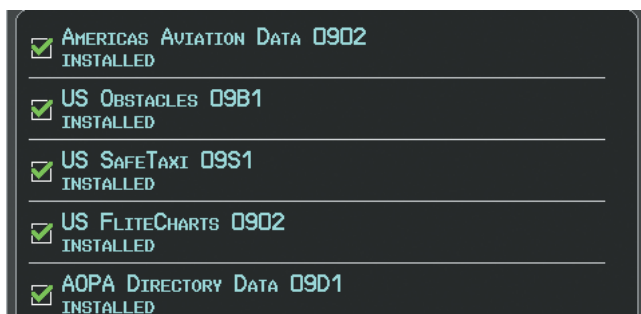 AMERICAS AVIATION DATA 0902
INSTALLED
US OBSTACLES 09B1
INSTALLED
US SAFETAXI 09S1
INSTALLED
US FLITECHARTS 0902
INSTALLED
AOPA DIRECTORY DATA 09D1
INSTALLED